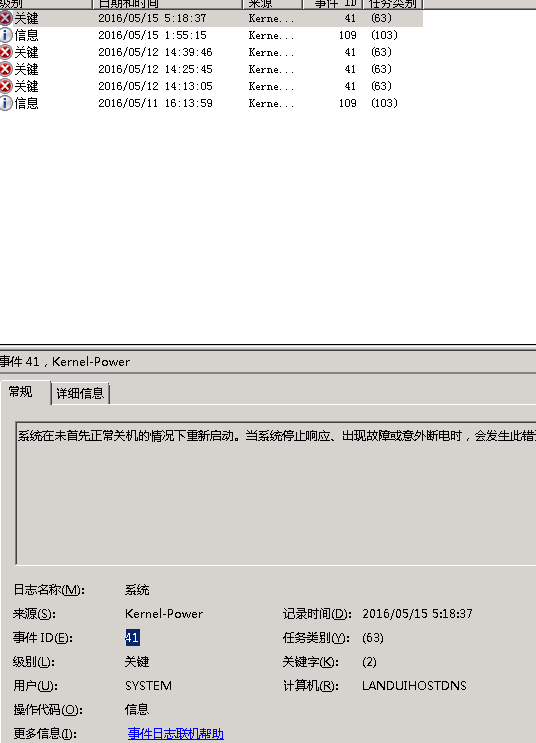 级别 日期和时间 来源 事件 ID 任务类别
关键 2016/05/15 5:18:37 Kerne... 41 (63)
信息 2016/05/15 1:55:15 Kerne... 109 (103)
关键 2016/05/12 14:39:46 Kerne... 41 (63)
关键 2016/05/12 14:25:45 Kerne... 41 (63)
关键 2016/05/12 14:13:05 Kerne... 41 (63)
信息 2016/05/11 16:13:59 Kerne... 109 (103)
事件 41，Kernel-Power
常规 详细信息
系统在未首先正常关机的情况下重新启动。当系统停止响应、出现故障或意外断电时，会发生此错
日志名称(M): 系统
来源(S): Kernel-Power 记录时间(D): 2016/05/15 5:18:37
事件 ID(E): 41 任务类别(Y): (63)
级别(L): 关键 关键字(K): (2)
用户(U): SYSTEM 计算机(R): LANDUIHOSTDNS
操作代码(O): 信息
更多信息(I): 事件日志联机帮助